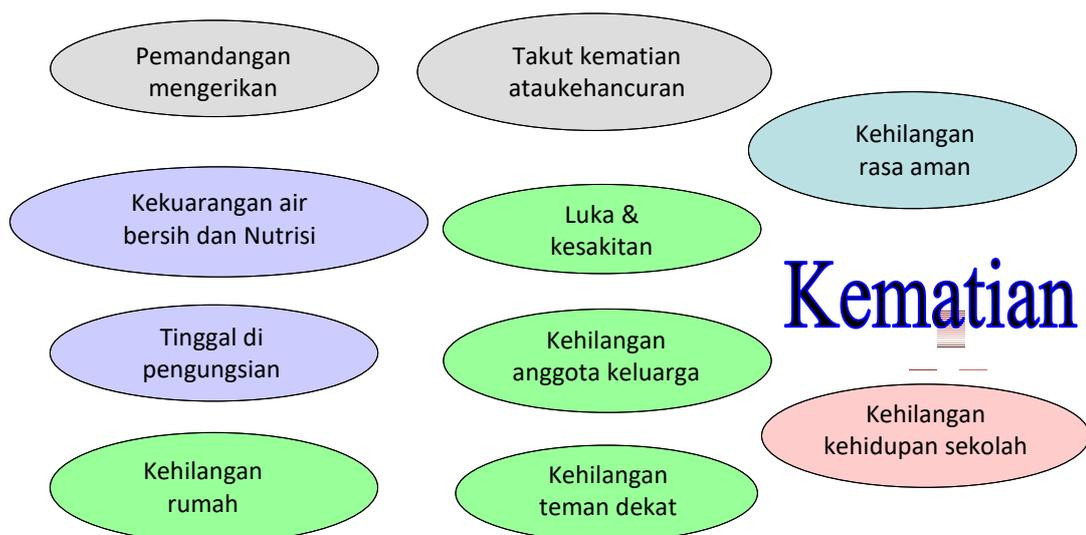 Pemandangan
mengerikan
Takut kematian
ataukehancuran
Kehilangan
rasa aman
Kekuarangan air
bersih dan Nutrisi
Luka &
kesakitan
Kematian
Tinggal di
pengungsian
Kehilangan
anggota keluarga
Kehilangan
kehidupan sekolah
Kehilangan
rumah
Kehilangan
teman dekat